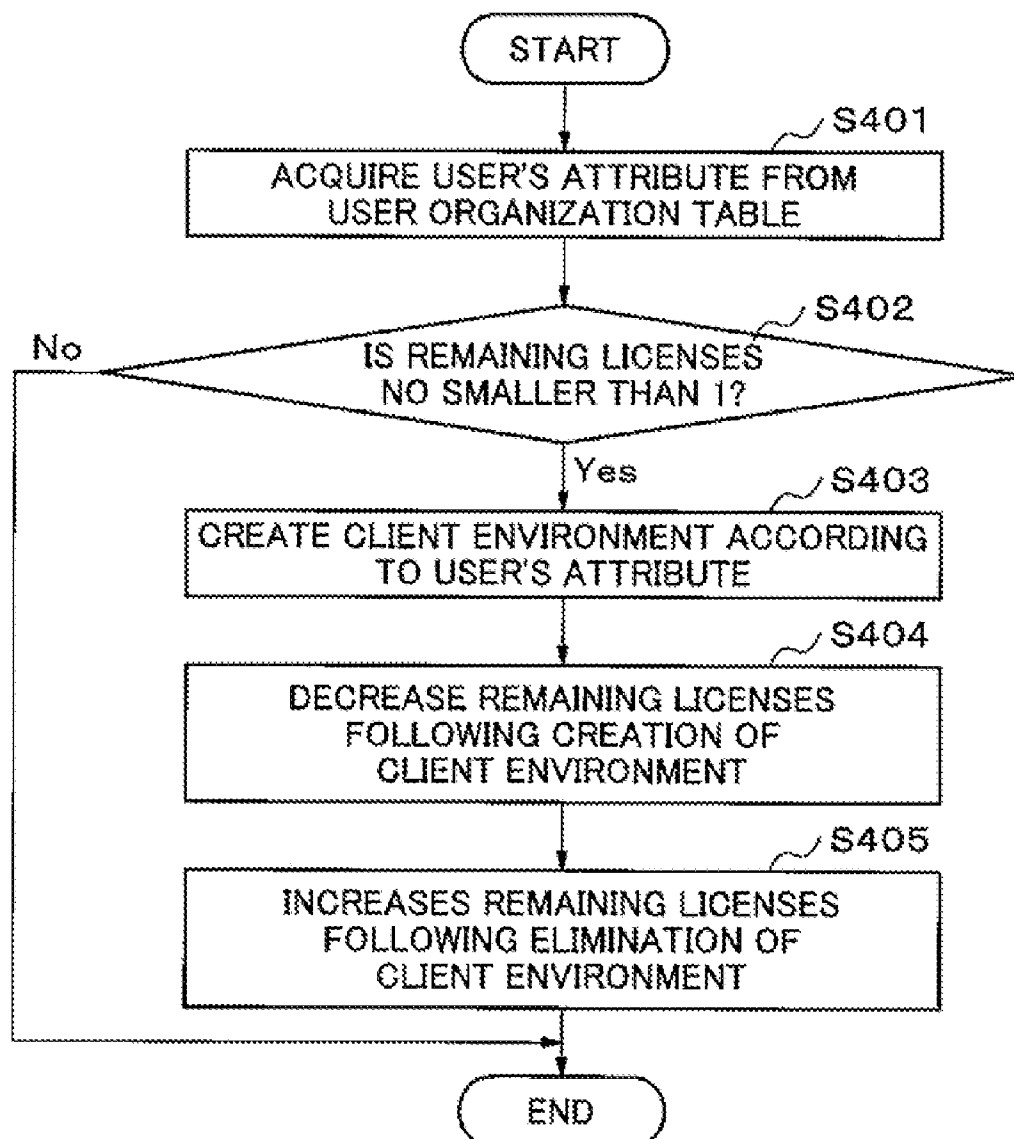 START
S401
ACQUIRE USER'S ATTRIBUTE FROM
USER ORGANIZATION TABLE
S402
No
IS REMAINING LICENSES
NO SMALLER THAN 1?
Yes
S403
CREATE CLIENT ENVIRONMENT ACCORDING
TO USER'S ATTRIBUTE
S404
DECREASE REMAINING LICENSES
FOLLOWING CREATION OF
CLIENT ENVIRONMENT
S405
INCREASES REMAINING LICENSES
FOLLOWING ELIMINATION OF
CLIENT ENVIRONMENT
END